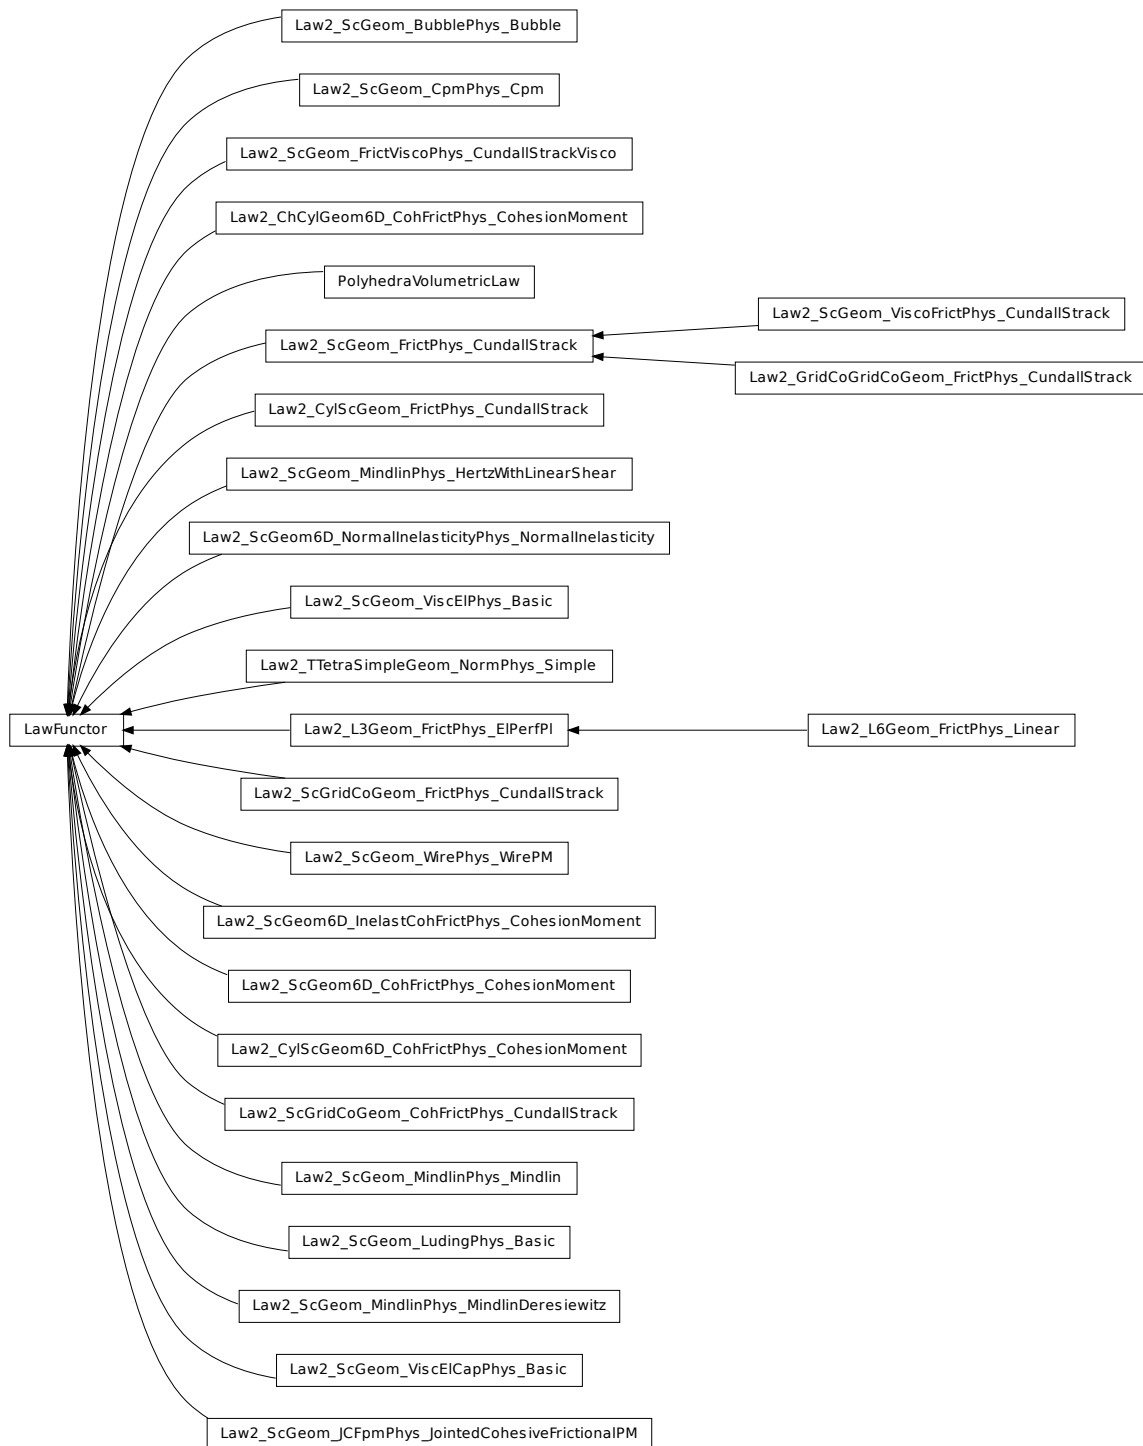 Law2_ScGeom_BubblePhys_Bubble
Law2_ScGeom_CpmPhys_Cpm
Law2_ScGeom_FrictViscoPhys_CundallStrackVisco
Law2_ChCylGeom6D_CohFrictPhys_CohesionMoment
PolyhedraVolumetricLaw
Law2_ScGeom_ViscoFrictPhys_CundallStrack
Law2_ScGeom_FrictPhys_CundallStrack
Law2_GridCoGridCoGeom_FrictPhys_CundallStrack
Law2_CylScGeom_FrictPhys_CundallStrack
Law2_ScGeom_MindlinPhys_HertzWithLinearShear
Law2_ScGeom6D_NormalInelasticityPhys_NormalInelasticity
Law2_ScGeom_ViscElPhys_Basic
Law2_TTetraSimpleGeom_NormPhys_Simple
LawFunctor
Law2_L3Geom_FrictPhys_ElPerfPl
Law2_L6Geom_FrictPhys_Linear
Law2_ScGridCoGeom_FrictPhys_CundallStrack
Law2_ScGeom_WirePhys_WirePM
Law2_ScGeom6D_InelastCohFrictPhys_CohesionMoment
Law2_ScGeom6D_CohFrictPhys_CohesionMoment
Law2_CylScGeom6D_CohFrictPhys_CohesionMoment
Law2_ScGridCoGeom_CohFrictPhys_CundallStrack
Law2_ScGeom_MindlinPhys_Mindlin
Law2_ScGeom_LudingPhys_Basic
Law2_ScGeom_MindlinPhys_MindlinDeresiewitz
Law2_ScGeom_ViscElCapPhys_Basic
Law2_ScGeom_JCFpmPhys_JointedCohesiveFrictionalPM